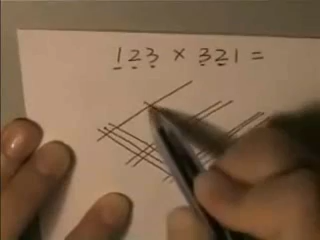 123 × 321 =